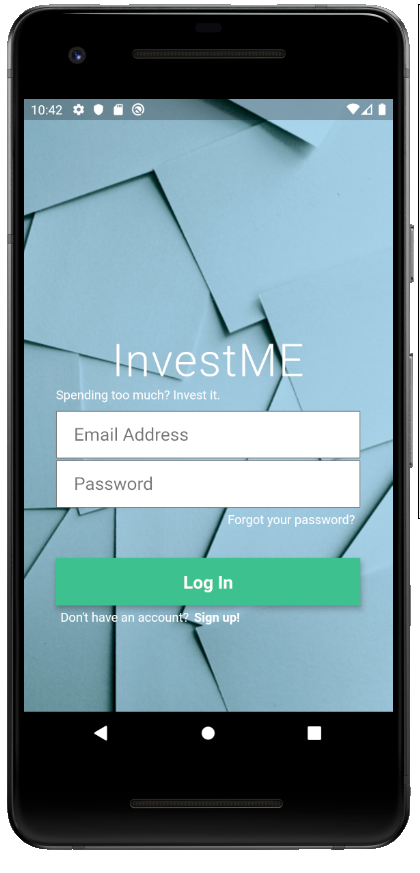 10:42
InvestME
Spending too much? Invest it.
Email Address
Password
Forgot your password?
Log In
Don't have an account? Sign up!